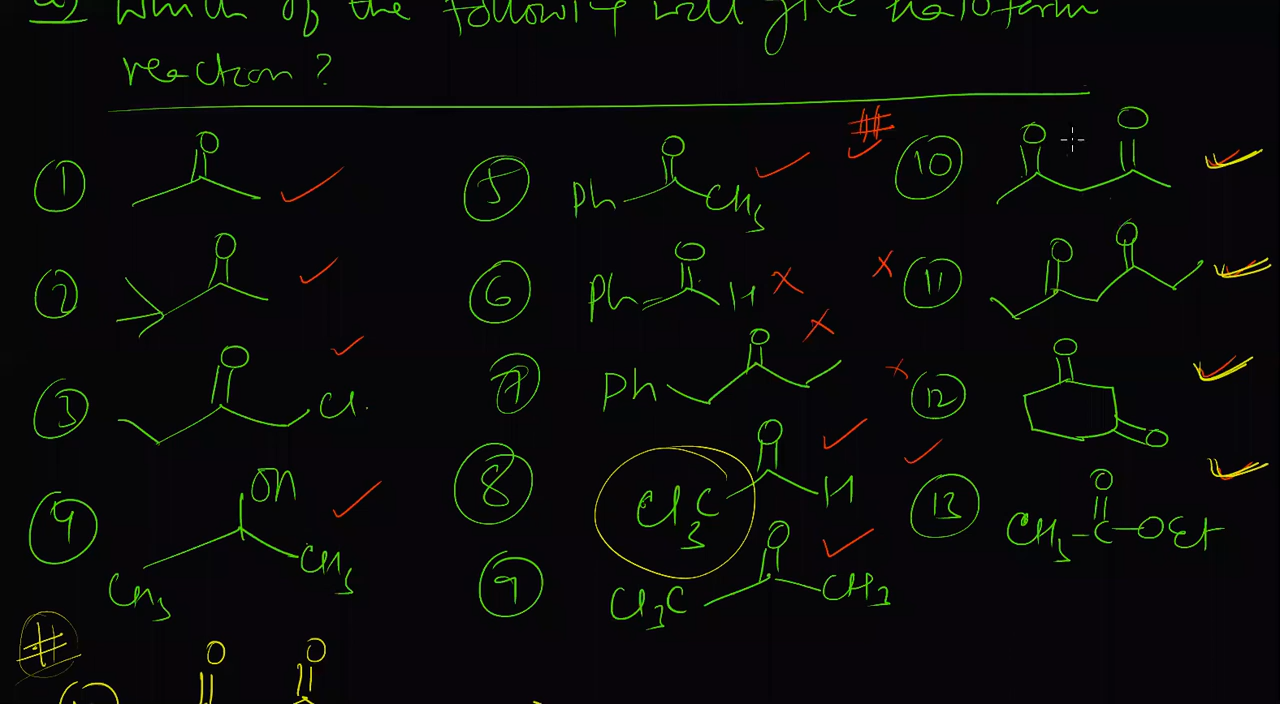 Q) Which of the following will give haloform
reaction?
① O
② O
③ O Cl.
④ OH CH3 CH3
⑤ O Ph CH3
⑥ O Ph H
⑦ O Ph
⑧ O Cl3C H
⑨ O Cl3C CH3
#
⑩ O O
⑪ O O
⑫ O O
⑬ O CH3-C-OEt
#
O O